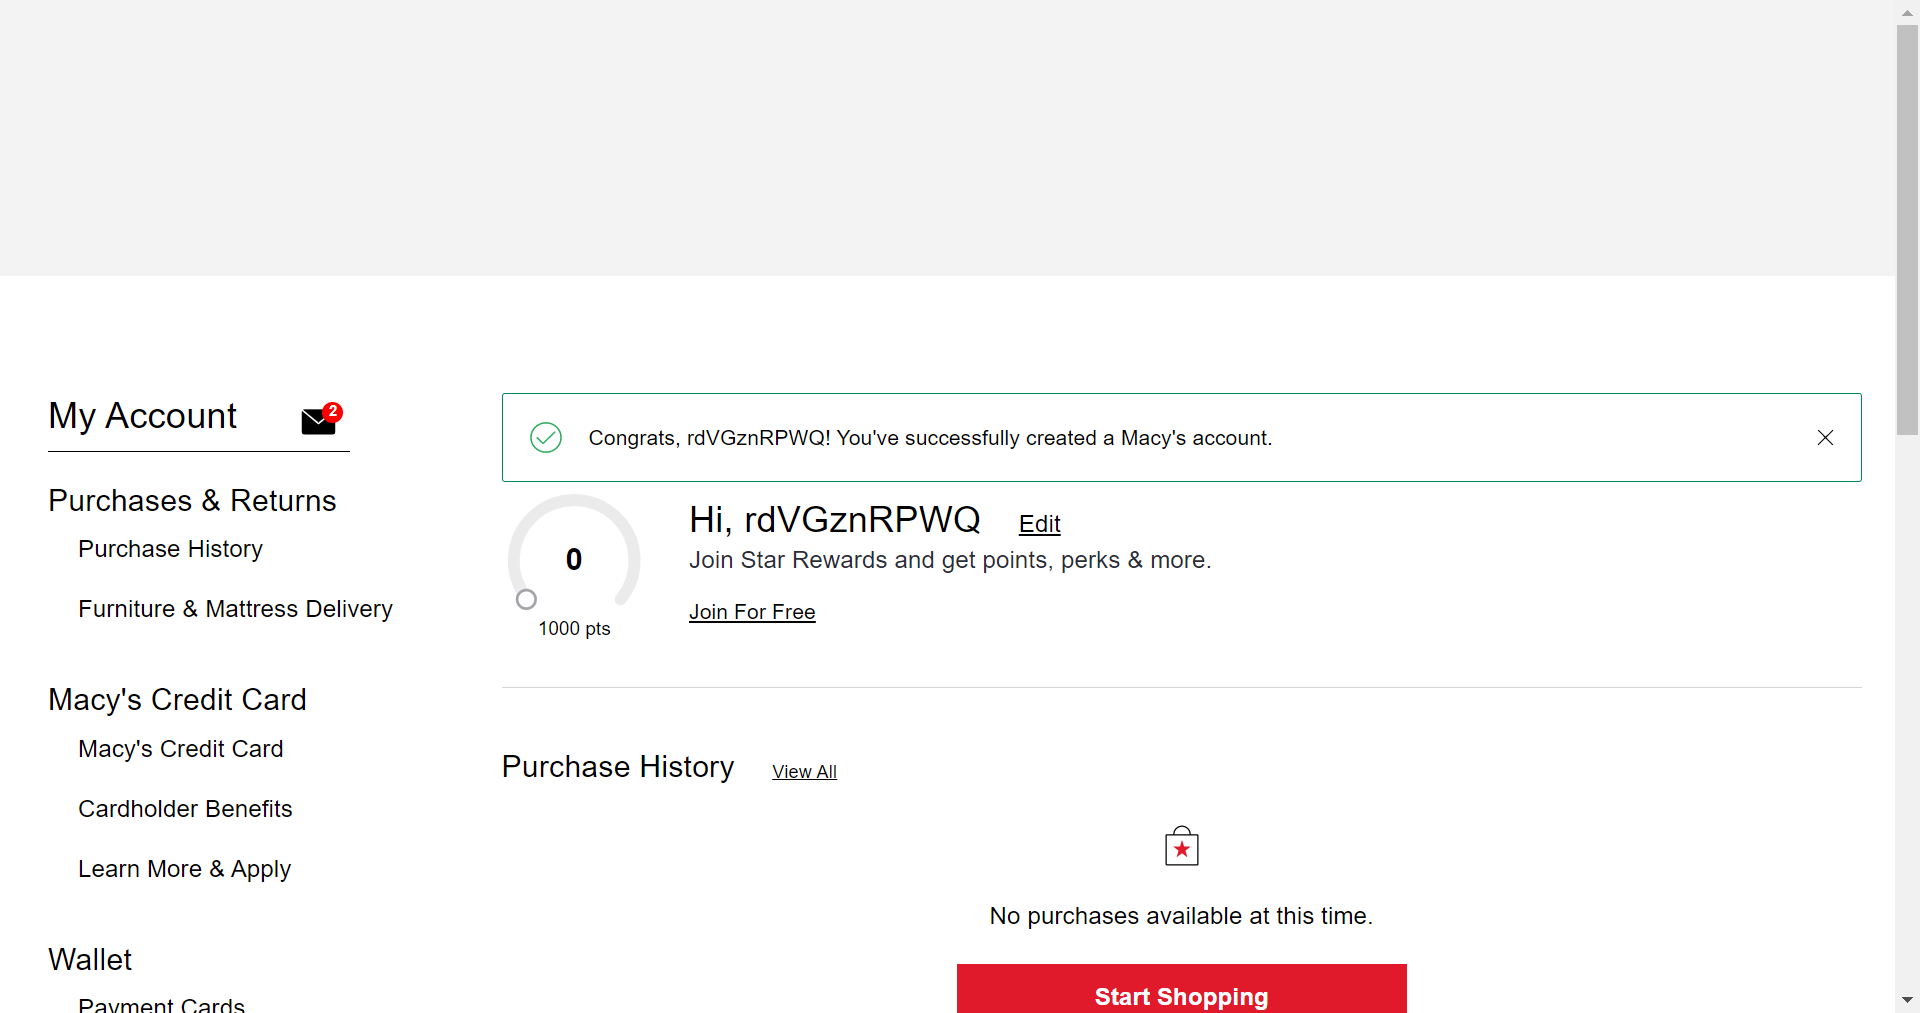 My Account
2
Purchases & Returns
Purchase History
Furniture & Mattress Delivery
Macy's Credit Card
Macy's Credit Card
Cardholder Benefits
Learn More & Apply
Wallet
Payment Cards
Congrats, rdVGznRPWQ! You've successfully created a Macy's account.
0
1000 pts
Hi, rdVGznRPWQ Edit
Join Star Rewards and get points, perks & more.
Join For Free
Purchase History View All
No purchases available at this time.
Start Shopping